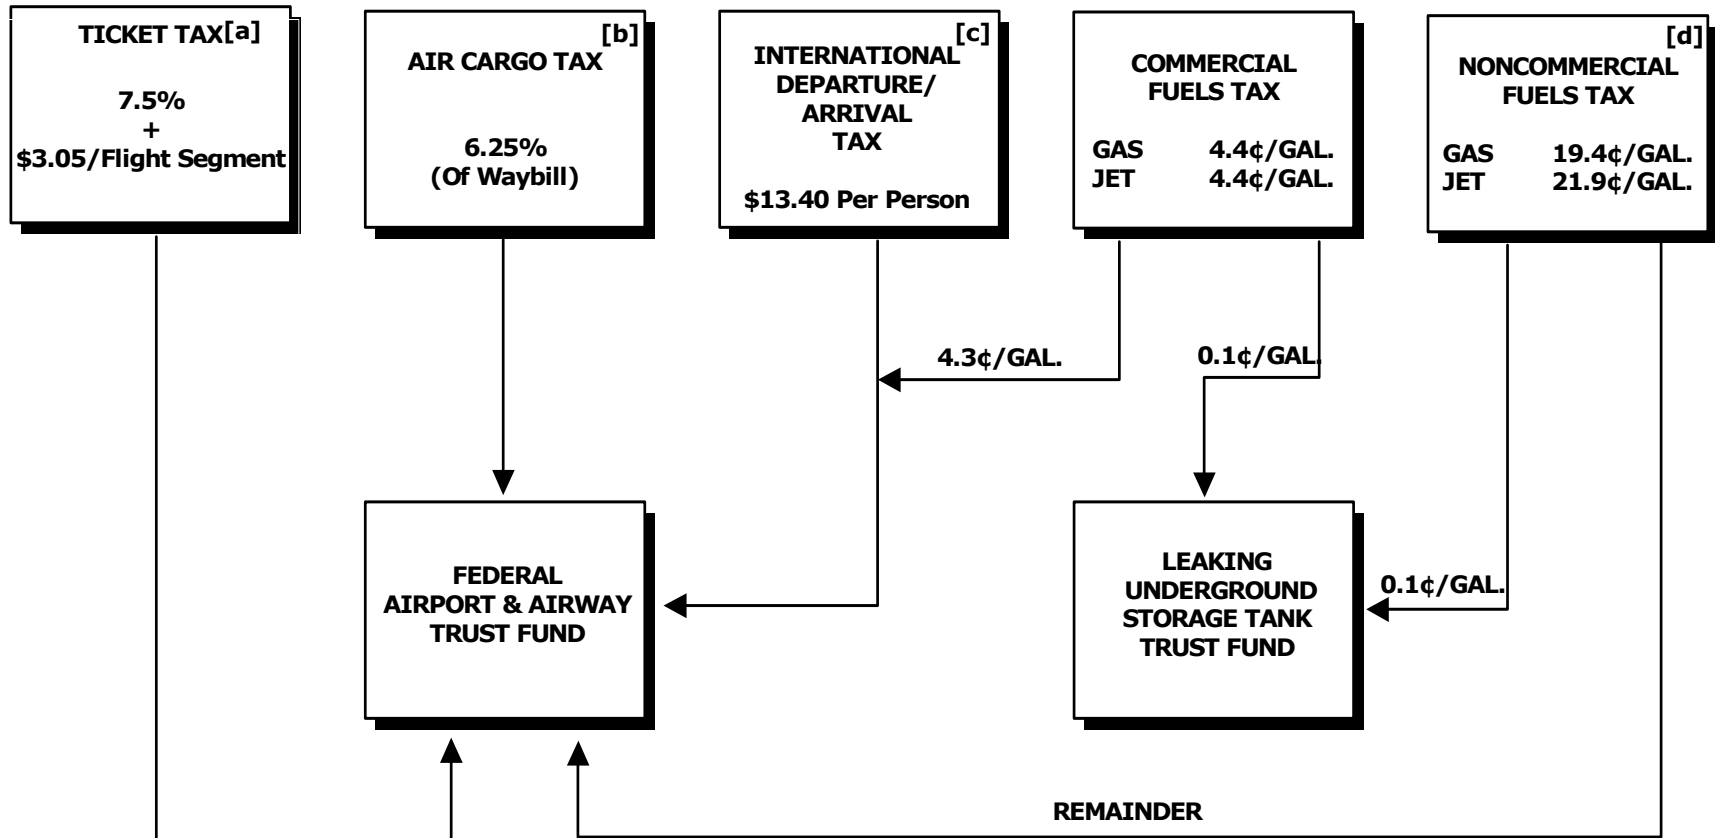 TICKET TAX[a]
7.5%
+
$3.05/Flight Segment
[b]
AIR CARGO TAX
6.25%
(Of Waybill)
[c]
INTERNATIONAL
DEPARTURE/
ARRIVAL
TAX
$13.40 Per Person
COMMERCIAL
FUELS TAX
GAS 4.4¢/GAL.
JET 4.4¢/GAL.
[d]
NONCOMMERCIAL
FUELS TAX
GAS 19.4¢/GAL.
JET 21.9¢/GAL.
4.3¢/GAL.
0.1¢/GAL.
FEDERAL
AIRPORT & AIRWAY
TRUST FUND
LEAKING
UNDERGROUND
STORAGE TANK
TRUST FUND
0.1¢/GAL.
REMAINDER